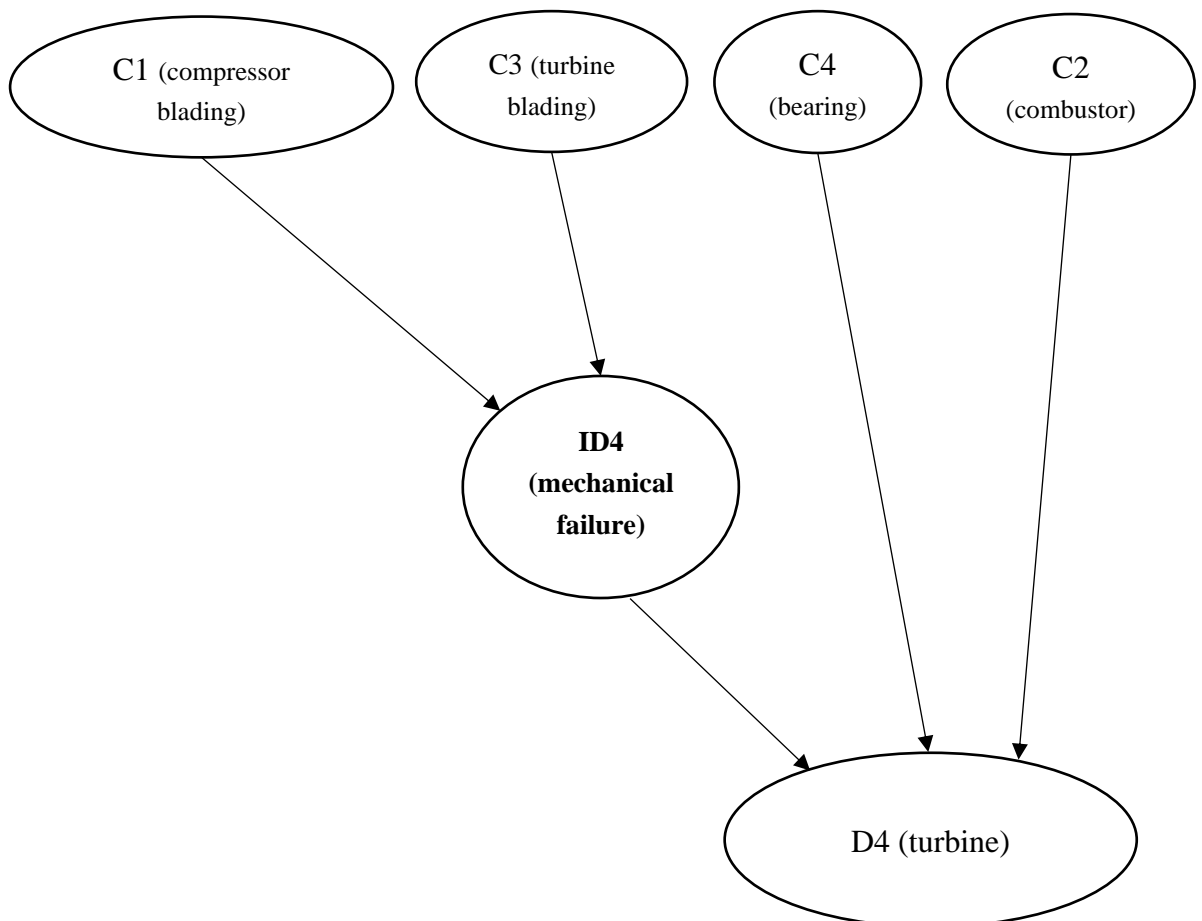 C1 (compressor
blading)
C3 (turbine
blading)
C4
(bearing)
C2
(combustor)
ID4
(mechanical
failure)
D4 (turbine)